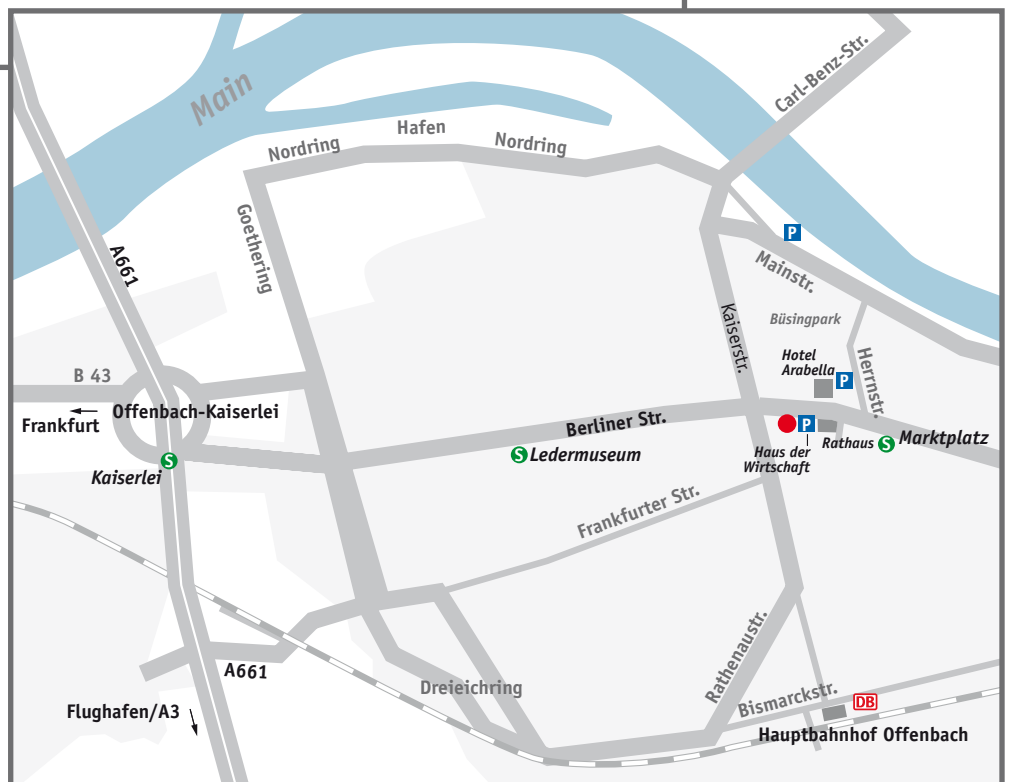 Main
Carl-Benz-Str.
Nordring
Hafen
Nordring
Goethering
A661
P
Mainstr.
Kaiserstr.
Büsingpark
Hotel
Arabella
P
Herrnstr.
B 43
Frankfurt
Offenbach-Kaiserlei
S
Kaiserlei
Berliner Str.
S
Ledermuseum
P
Haus der
Wirtschaft
Rathaus
S
Marktplatz
Frankfurter Str.
A661
Dreieichring
Rathenaustr.
Bismarckstr.
DB
Hauptbahnhof Offenbach
Flughafen/A3